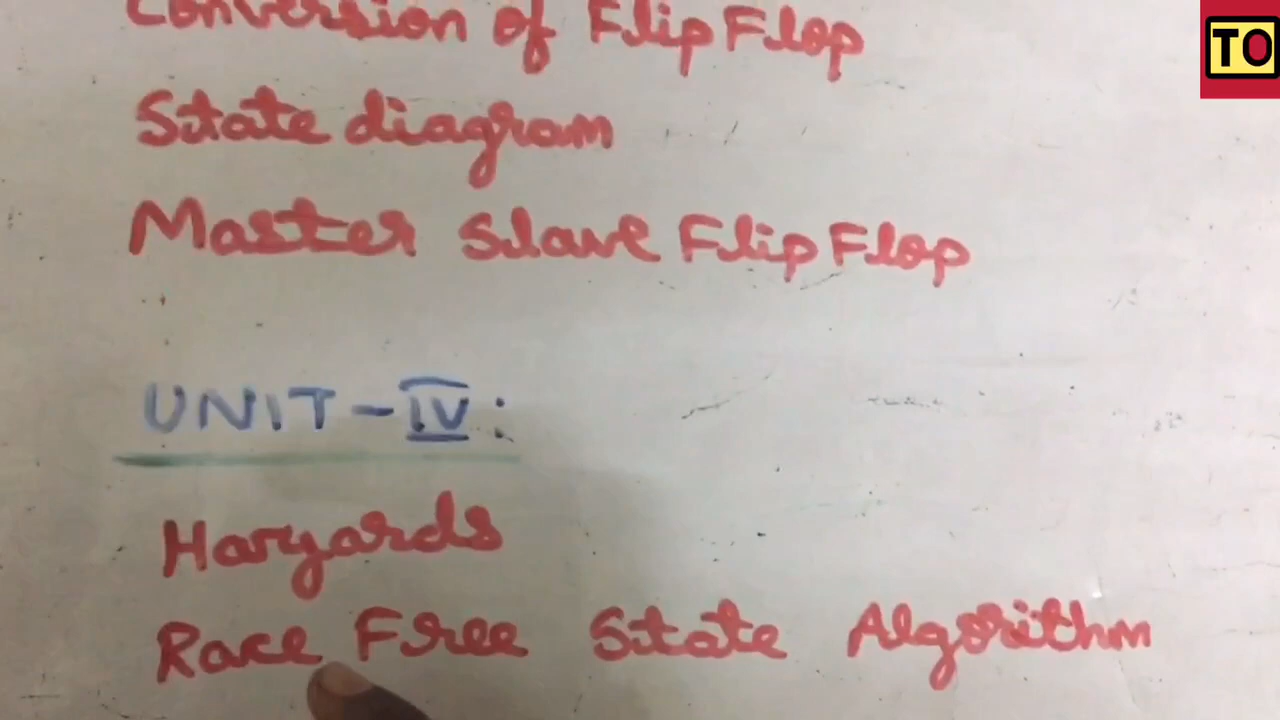 Conversion of Flip Flop
TO
State diagram
Master Slave Flip Flop
UNIT-IV:
Hazards
Race Free State Algorithm